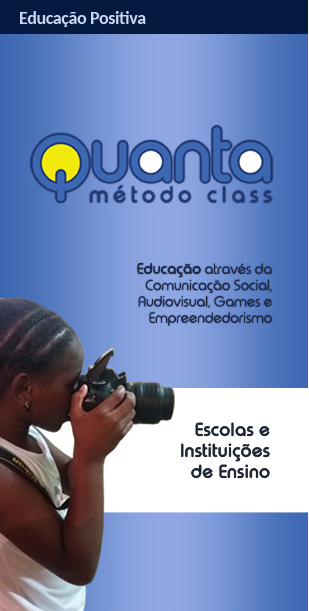 Educação Positiva
Quanta
método class
Educação através da
Comunicação Social,
Audiovisual, Games e
Empreendedorismo
Escolas e
Instituições
de Ensino